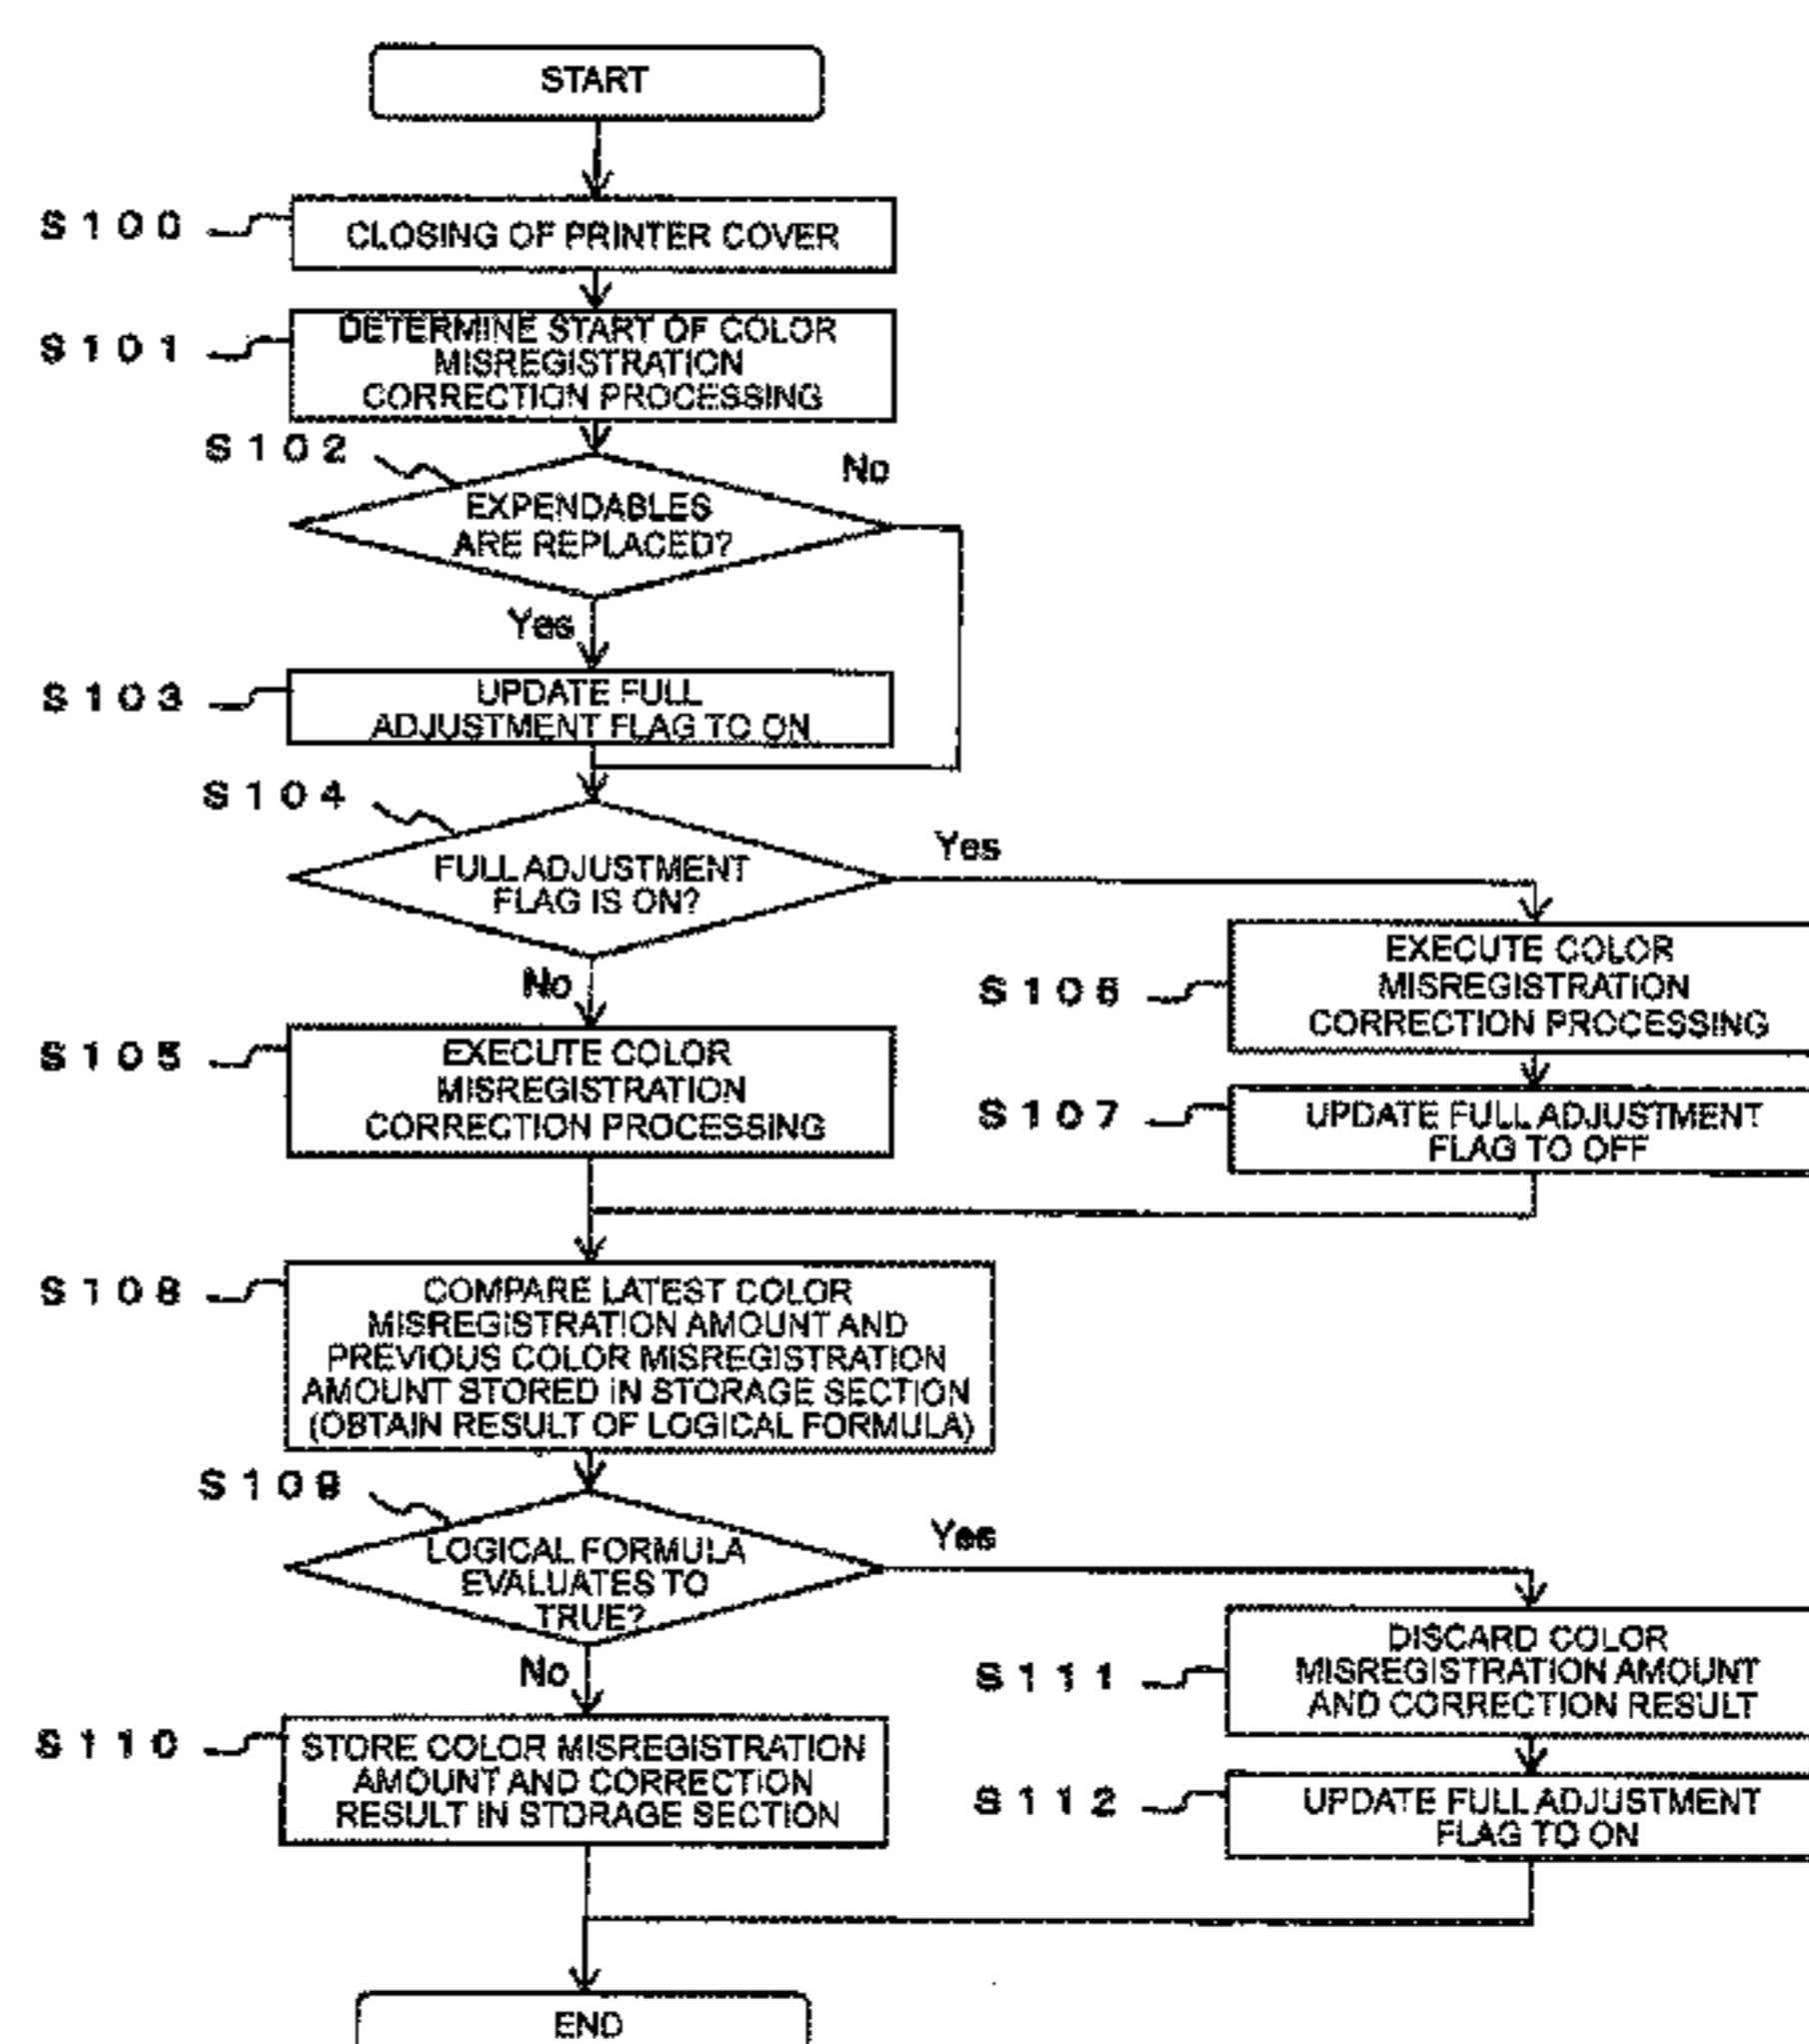 START
S100
CLOSING OF PRINTER COVER
S101
DETERMINE START OF COLOR
MISREGISTRATION
CORRECTION PROCESSING
S102
No
EXPENDABLES
ARE REPLACED?
Yes
S103
UPDATE FULL
ADJUSTMENT FLAG TO ON
S104
Yes
FULL ADJUSTMENT
FLAG IS ON?
No
S106
EXECUTE COLOR
MISREGISTRATION
CORRECTION PROCESSING
S105
EXECUTE COLOR
MISREGISTRATION
CORRECTION PROCESSING
S107
UPDATE FULL ADJUSTMENT
FLAG TO OFF
S108
COMPARE LATEST COLOR
MISREGISTRATION AMOUNT AND
PREVIOUS COLOR MISREGISTRATION
AMOUNT STORED IN STORAGE SECTION
(OBTAIN RESULT OF LOGICAL FORMULA)
S109
Yes
LOGICAL FORMULA
EVALUATES TO
TRUE?
No
S111
DISCARD COLOR
MISREGISTRATION AMOUNT
AND CORRECTION RESULT
S110
STORE COLOR MISREGISTRATION
AMOUNT AND CORRECTION
RESULT IN STORAGE SECTION
S112
UPDATE FULL ADJUSTMENT
FLAG TO ON
END